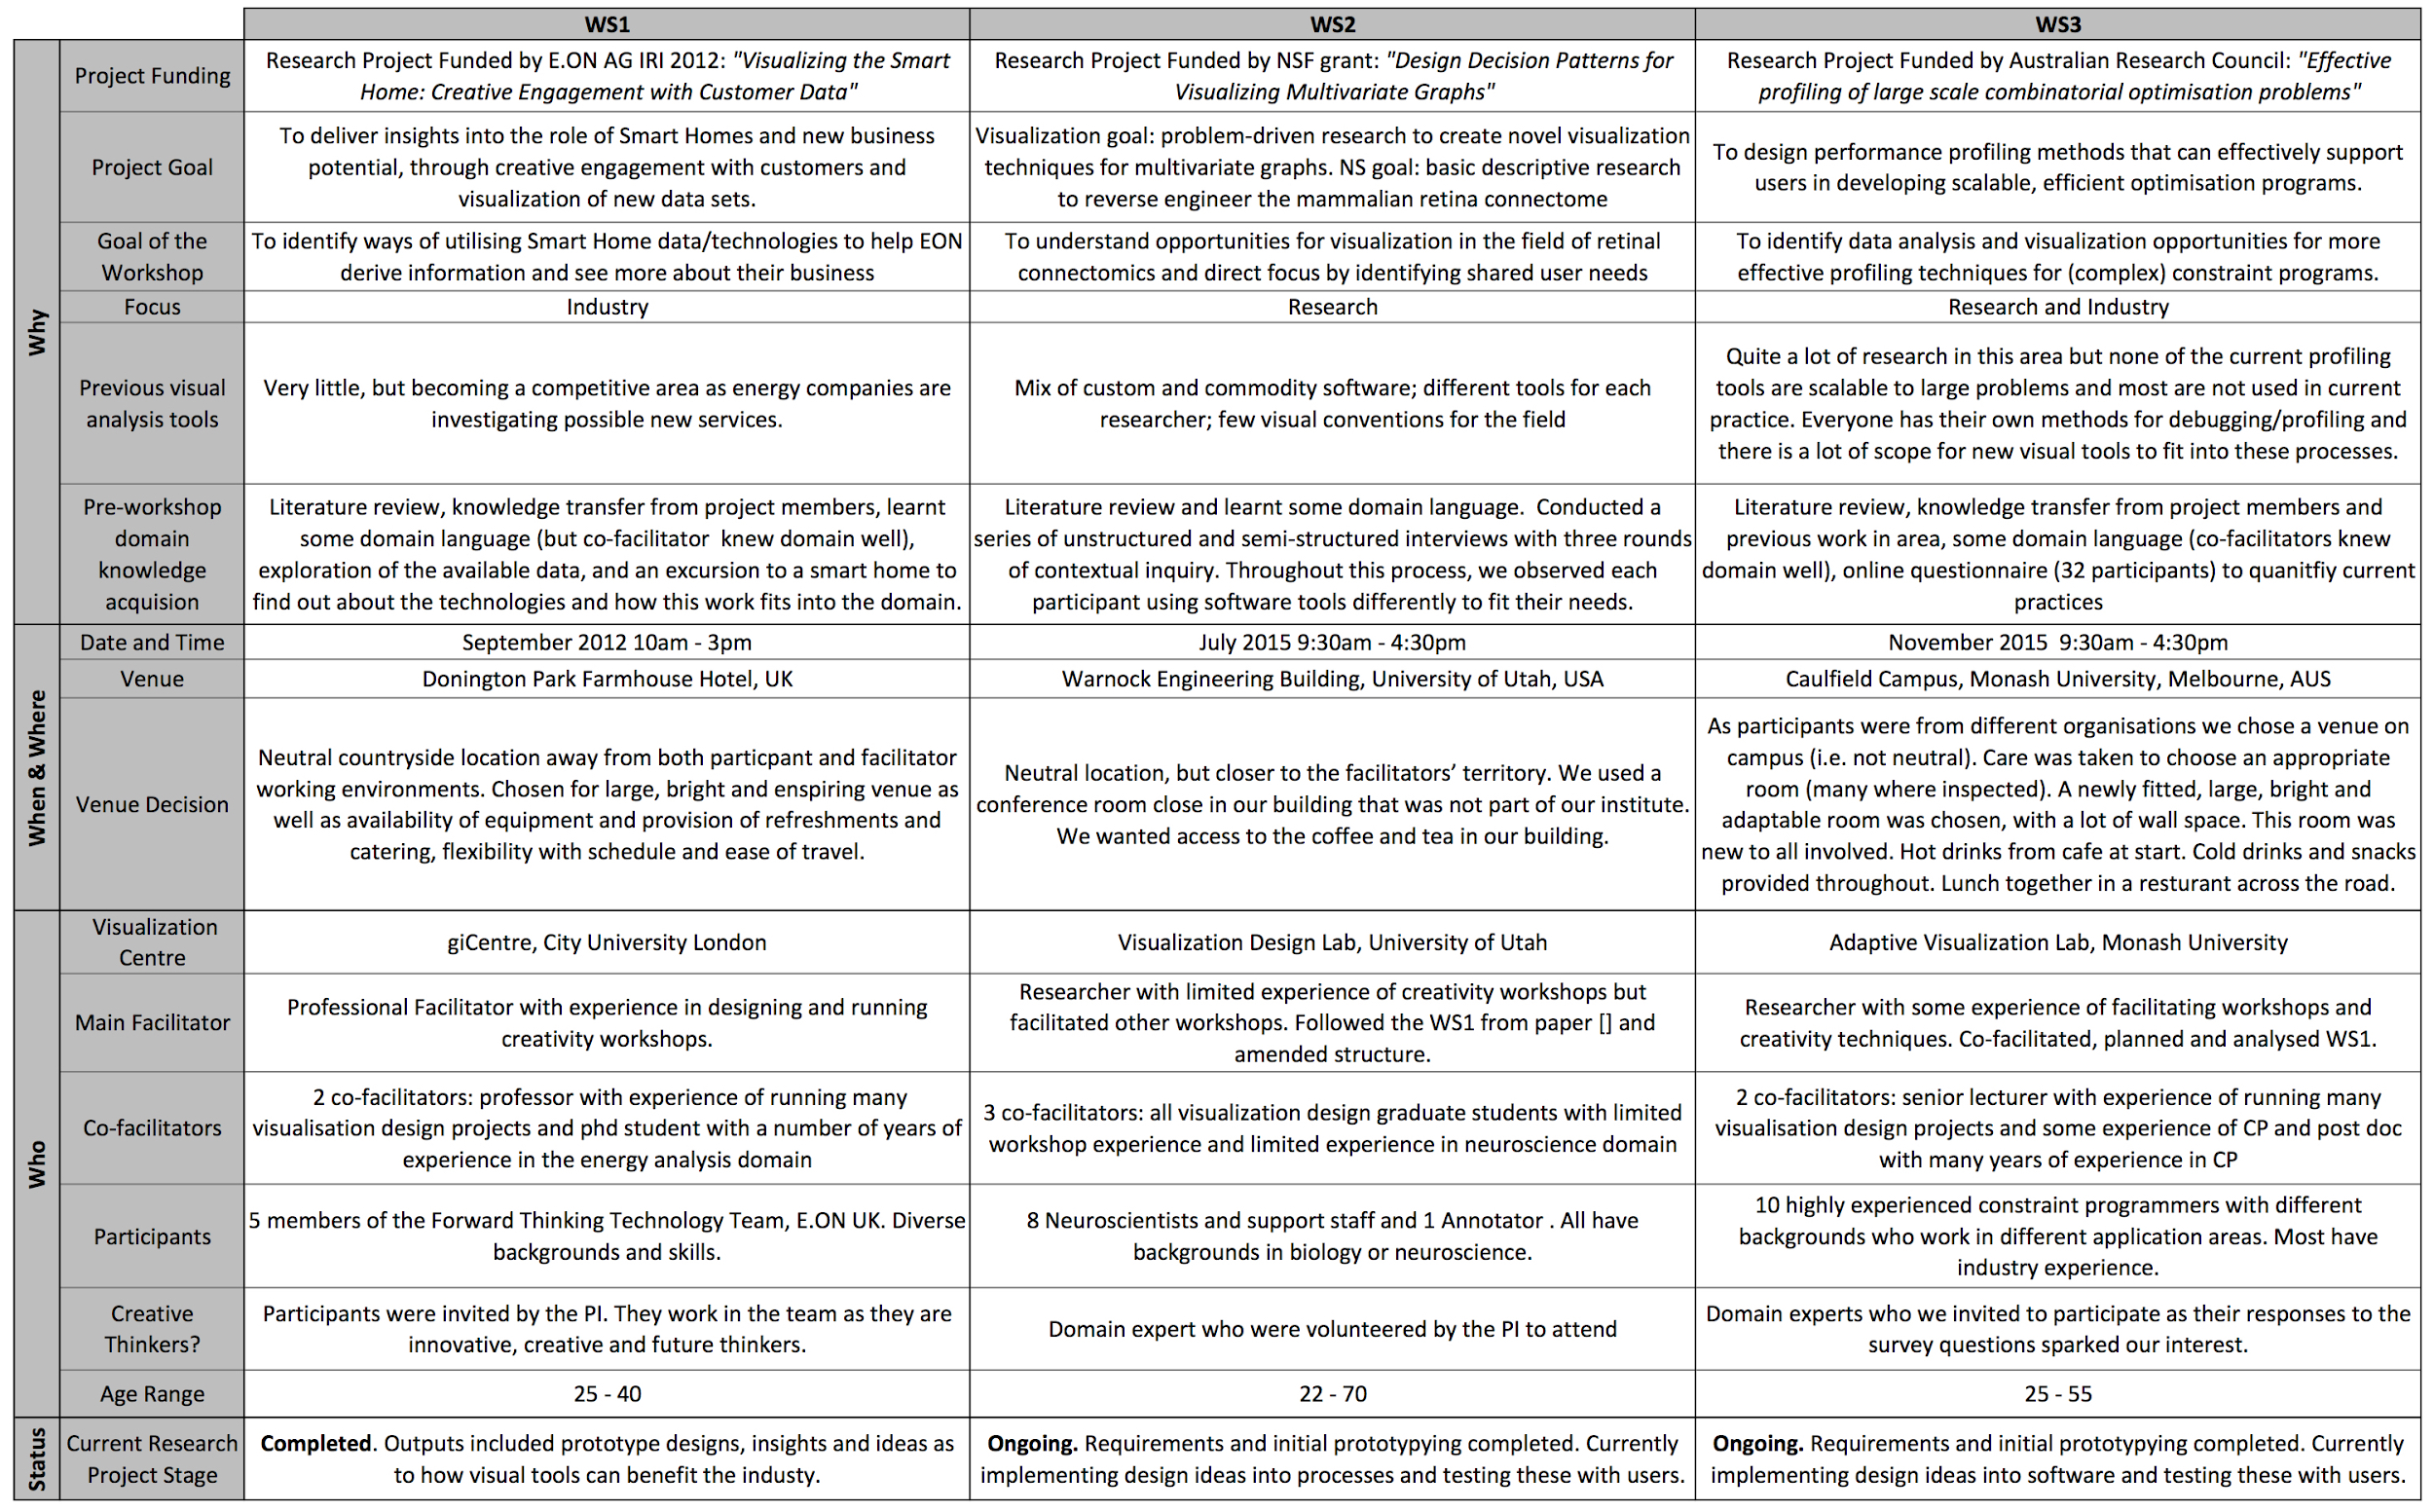 WS1 WS2 WS3
Why
Project Funding
Research Project Funded by E.ON AG IRI 2012: "Visualizing the Smart
Home: Creative Engagement with Customer Data"
Research Project Funded by NSF grant: "Design Decision Patterns for
Visualizing Multivariate Graphs"
Research Project Funded by Australian Research Council: "Effective
profiling of large scale combinatorial optimisation problems"
Project Goal
To deliver insights into the role of Smart Homes and new business
potential, through creative engagement with customers and
visualization of new data sets.
Visualization goal: problem-driven research to create novel visualization
techniques for multivariate graphs. NS goal: basic descriptive research
to reverse engineer the mammalian retina connectome
To design performance profiling methods that can effectively support
users in developing scalable, efficient optimisation programs.
Goal of the
Workshop
To identify ways of utilising Smart Home data/technologies to help EON
derive information and see more about their business
To understand opportunities for visualization in the field of retinal
connectomics and direct focus by identifying shared user needs
To identify data analysis and visualization opportunities for more
effective profiling techniques for (complex) constraint programs.
Focus
Industry
Research
Research and Industry
Previous visual
analysis tools
Very little, but becoming a competitive area as energy companies are
investigating possible new services.
Mix of custom and commodity software; different tools for each
researcher; few visual conventions for the field
Quite a lot of research in this area but none of the current profiling
tools are scalable to large problems and most are not used in current
practice. Everyone has their own methods for debugging/profiling and
there is a lot of scope for new visual tools to fit into these processes.
Pre-workshop
domain
knowledge
acquision
Literature review, knowledge transfer from project members, learnt
some domain language (but co-facilitator knew domain well),
exploration of the available data, and an excursion to a smart home to
find out about the technologies and how this work fits into the domain.
Literature review and learnt some domain language. Conducted a
series of unstructured and semi-structured interviews with three rounds
of contextual inquiry. Throughout this process, we observed each
participant using software tools differently to fit their needs.
Literature review, knowledge transfer from project members and
previous work in area, some domain language (co-facilitators knew
domain well), online questionnaire (32 participants) to quanitfiy current
practices
When & Where
Date and Time
September 2012 10am - 3pm
July 2015 9:30am - 4:30pm
November 2015 9:30am - 4:30pm
Venue
Donington Park Farmhouse Hotel, UK
Warnock Engineering Building, University of Utah, USA
Caulfield Campus, Monash University, Melbourne, AUS
Venue Decision
Neutral countryside location away from both particpant and facilitator
working environments. Chosen for large, bright and enspiring venue as
well as availability of equipment and provision of refreshments and
catering, flexibility with schedule and ease of travel.
Neutral location, but closer to the facilitators’ territory. We used a
conference room close in our building that was not part of our institute.
We wanted access to the coffee and tea in our building.
As participants were from different organisations we chose a venue on
campus (i.e. not neutral). Care was taken to choose an appropriate
room (many where inspected). A newly fitted, large, bright and
adaptable room was chosen, with a lot of wall space. This room was
new to all involved. Hot drinks from cafe at start. Cold drinks and snacks
provided throughout. Lunch together in a resturant across the road.
Who
Visualization
Centre
giCentre, City University London
Visualization Design Lab, University of Utah
Adaptive Visualization Lab, Monash University
Main Facilitator
Professional Facilitator with experience in designing and running
creativity workshops.
Researcher with limited experience of creativity workshops but
facilitated other workshops. Followed the WS1 from paper [] and
amended structure.
Researcher with some experience of facilitating workshops and
creativity techniques. Co-facilitated, planned and analysed WS1.
Co-facilitators
2 co-facilitators: professor with experience of running many
visualisation design projects and phd student with a number of years of
experience in the energy analysis domain
3 co-facilitators: all visualization design graduate students with limited
workshop experience and limited experience in neuroscience domain
2 co-facilitators: senior lecturer with experience of running many
visualisation design projects and some experience of CP and post doc
with many years of experience in CP
Participants
5 members of the Forward Thinking Technology Team, E.ON UK. Diverse
backgrounds and skills.
8 Neuroscientists and support staff and 1 Annotator . All have
backgrounds in biology or neuroscience.
10 highly experienced constraint programmers with different
backgrounds who work in different application areas. Most have
industry experience.
Creative
Thinkers?
Participants were invited by the PI. They work in the team as they are
innovative, creative and future thinkers.
Domain expert who were volunteered by the PI to attend
Domain experts who we invited to participate as their responses to the
survey questions sparked our interest.
Age Range
25 - 40
22 - 70
25 - 55
Status
Current Research
Project Stage
Completed. Outputs included prototype designs, insights and ideas as
to how visual tools can benefit the industy.
Ongoing. Requirements and initial prototypying completed. Currently
implementing design ideas into processes and testing these with users.
Ongoing. Requirements and initial prototypying completed. Currently
implementing design ideas into software and testing these with users.